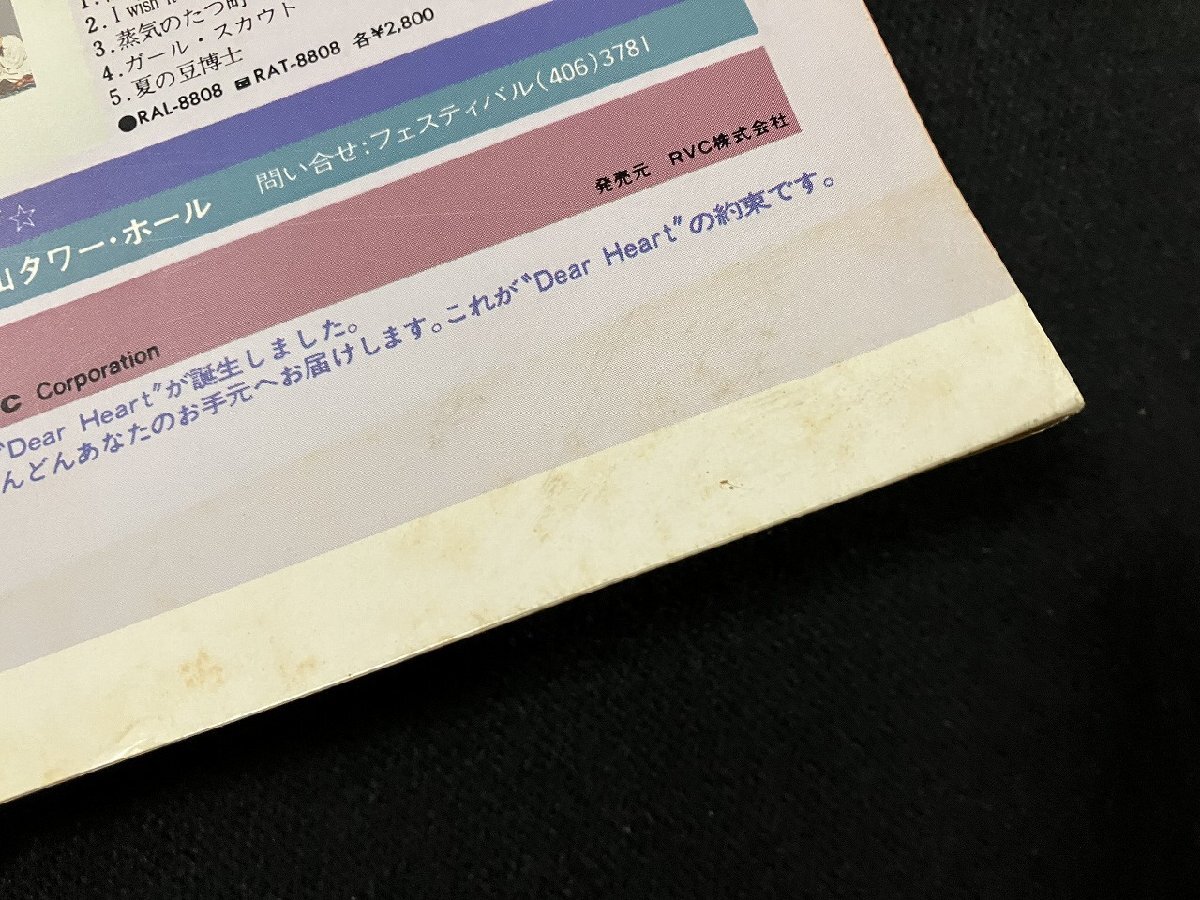 2.I wish
3.蒸気のたつ町
4.ガール・スカウト
5.夏の豆博士
●RAL-8808 RAT-8808 各¥2,800
☆
山タワー・ホール 問い合せ:フェスティバル(406)3781
発売元 RVC株式会社
C Corporation
“Dear Heart”が誕生しました。
んどんあなたのお手元へお届けします。これが“Dear Heart”の約束です。